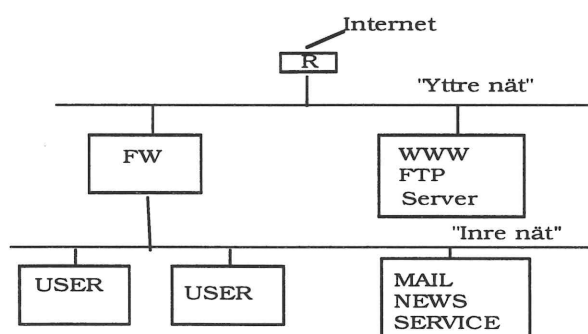 Internet
R
"Yttre nät"
FW
WWW
FTP
Server
"Inre nät"
USER
USER
MAIL
NEWS
SERVICE